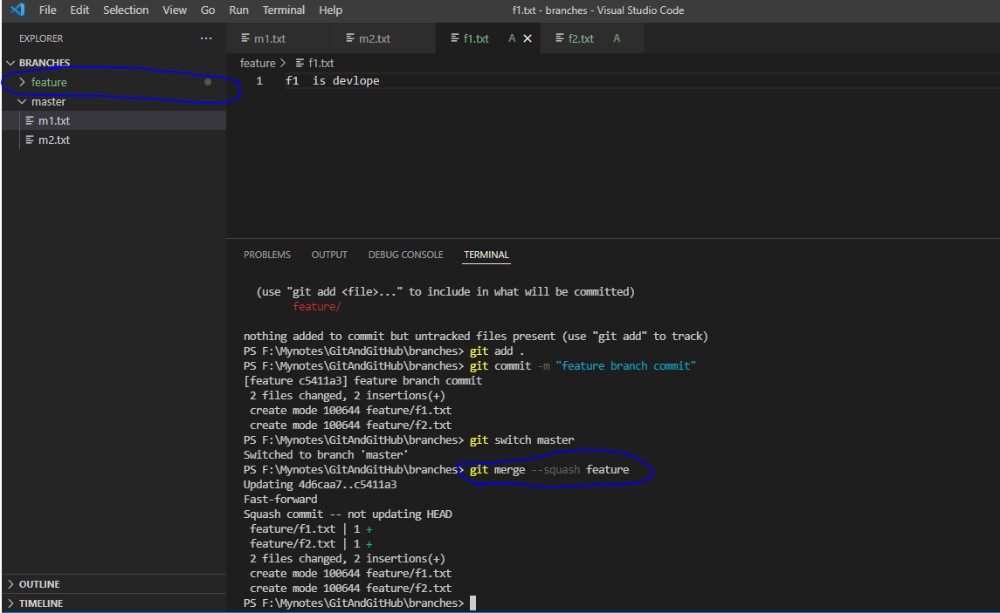 File Edit Selection View Go Run Terminal Help f1.txt - branches - Visual Studio Code
EXPLORER ...
BRANCHES
feature
master
m1.txt
m2.txt
OUTLINE
TIMELINE
m1.txt m2.txt f1.txt A f2.txt A
feature > f1.txt
1 f1  is devlope
PROBLEMS OUTPUT DEBUG CONSOLE TERMINAL
(use "git add <file>..." to include in what will be committed)
feature/
nothing added to commit but untracked files present (use "git add" to track)
PS F:\Mynotes\GitAndGitHub\branches> git add .
PS F:\Mynotes\GitAndGitHub\branches> git commit -m "feature branch commit"
[feature c5411a3] feature branch commit
2 files changed, 2 insertions(+)
create mode 100644 feature/f1.txt
create mode 100644 feature/f2.txt
PS F:\Mynotes\GitAndGitHub\branches> git switch master
Switched to branch 'master'
PS F:\Mynotes\GitAndGitHub\branches> git merge --squash feature
Updating 4d6caa7..c5411a3
Fast-forward
Squash commit -- not updating HEAD
feature/f1.txt | 1 +
feature/f2.txt | 1 +
2 files changed, 2 insertions(+)
create mode 100644 feature/f1.txt
create mode 100644 feature/f2.txt
PS F:\Mynotes\GitAndGitHub\branches>